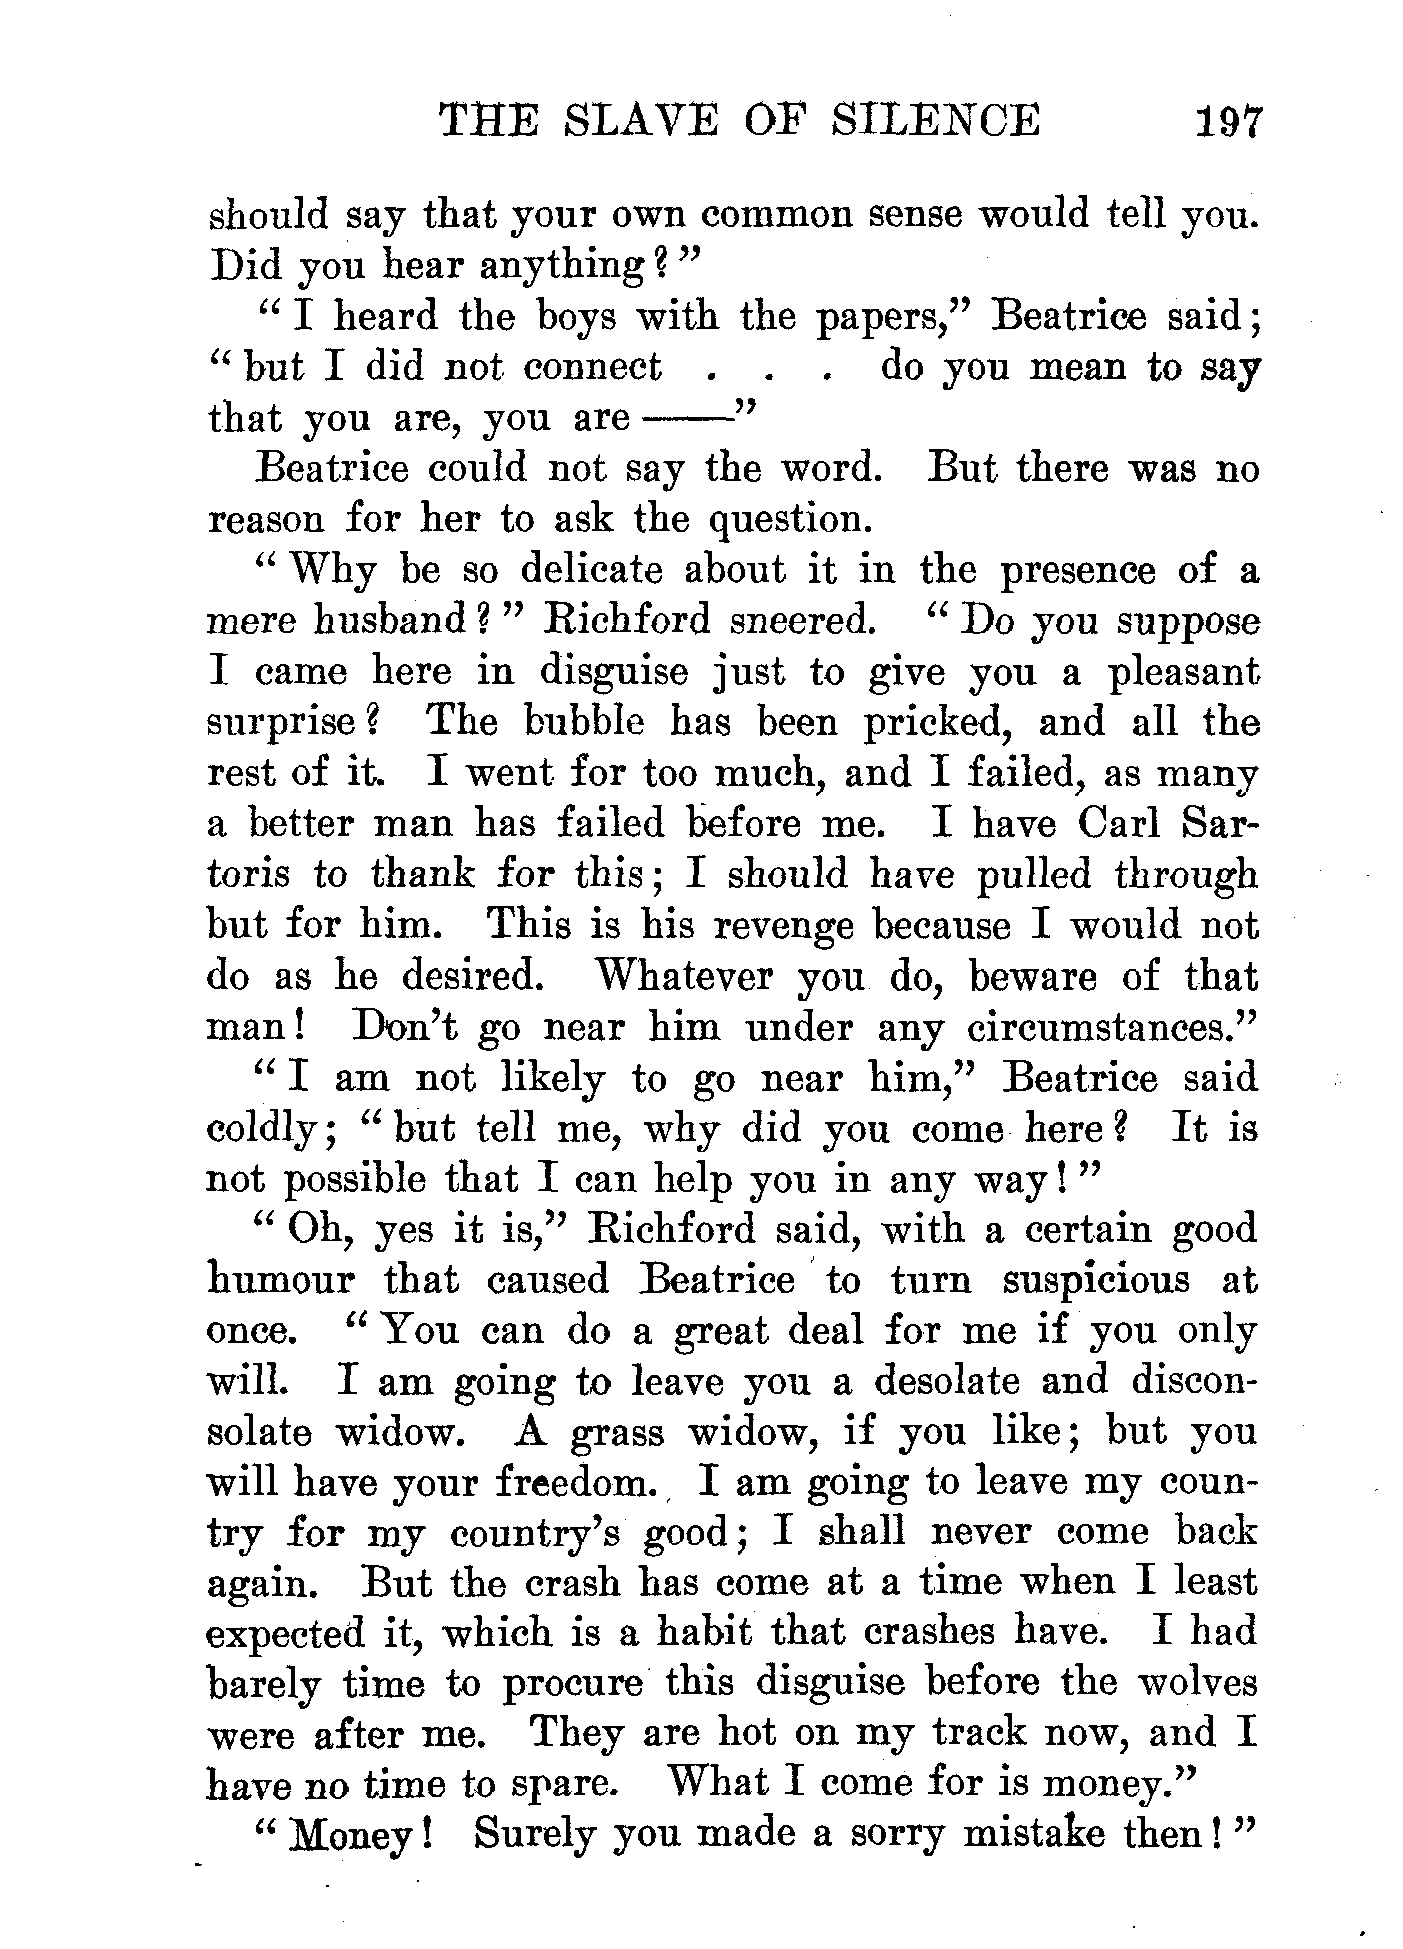 THE SLAVE OF SILENCE 197
should say that your own common sense would tell you.
Did you hear anything?"
"I heard the boys with the papers," Beatrice said;
"but I did not connect . . . do you mean to say
that you are, you are ——"
Beatrice could not say the word. But there was no
reason for her to ask the question.
"Why be so delicate about it in the presence of a
mere husband?" Richford sneered. "Do you suppose
I came here in disguise just to give you a pleasant
surprise? The bubble has been pricked, and all the
rest of it. I went for too much, and I failed, as many
a better man has failed before me. I have Carl Sar-
toris to thank for this; I should have pulled through
but for him. This is his revenge because I would not
do as he desired. Whatever you do, beware of that
man! Don't go near him under any circumstances."
"I am not likely to go near him," Beatrice said
coldly; "but tell me, why did you come here? It is
not possible that I can help you in any way!"
"Oh, yes it is," Richford said, with a certain good
humour that caused Beatrice to turn suspicious at
once. "You can do a great deal for me if you only
will. I am going to leave you a desolate and discon-
solate widow. A grass widow, if you like; but you
will have your freedom. I am going to leave my coun-
try for my country's good; I shall never come back
again. But the crash has come at a time when I least
expected it, which is a habit that crashes have. I had
barely time to procure this disguise before the wolves
were after me. They are hot on my track now, and I
have no time to spare. What I come for is money."
"Money! Surely you made a sorry mistake then!"